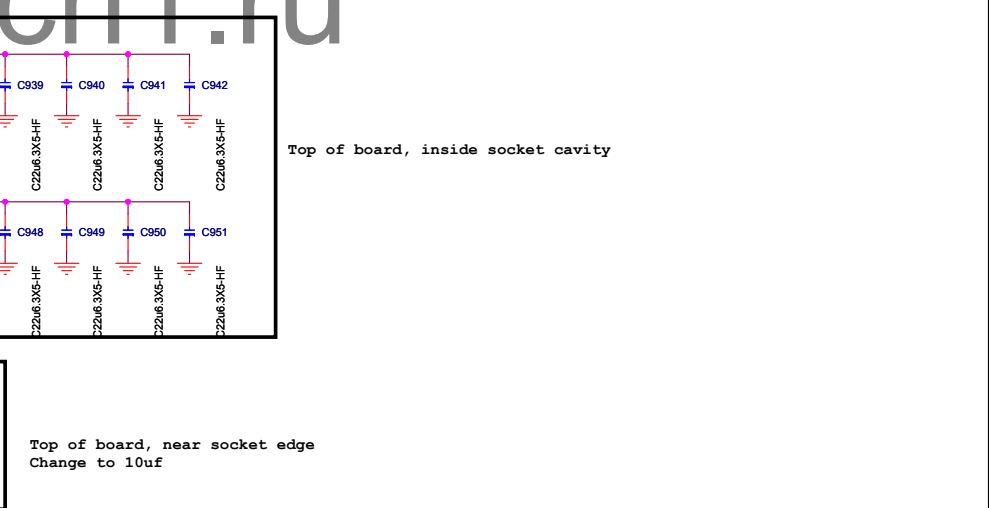 cn1.ru
C939 C940 C941 C942
C22u6.3X5-HF C22u6.3X5-HF C22u6.3X5-HF C22u6.3X5-HF
Top of board, inside socket cavity
C948 C949 C950 C951
C22u6.3X5-HF C22u6.3X5-HF C22u6.3X5-HF C22u6.3X5-HF
Top of board, near socket edge
Change to 10uf